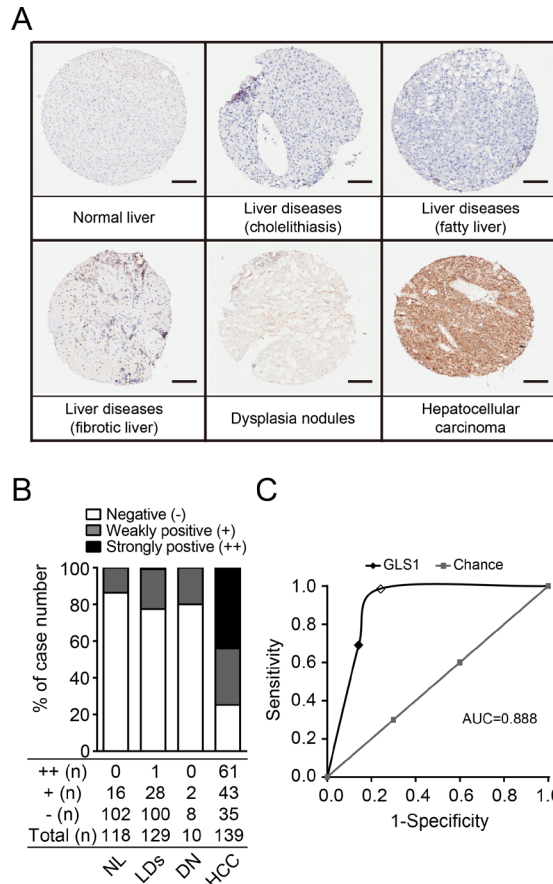 A
Normal liver
Liver diseases
(cholelithiasis)
Liver diseases
(fatty liver)
Liver diseases
(fibrotic liver)
Dysplasia nodules
Hepatocellular
carcinoma
B
Negative (-)
Weakly positive (+)
Strongly postive (++)
% of case number
100
80
60
40
20
0
++ (n) 0 1 0 61
+ (n) 16 28 2 43
- (n) 102 100 8 35
Total (n) 118 129 10 139
NL LDs DN HCC
C
GLS1 Chance
Sensitivity
1.0
0.8
0.6
0.4
0.2
0.0
AUC=0.888
0.0 0.2 0.4 0.6 0.8 1.0
1-Specificity